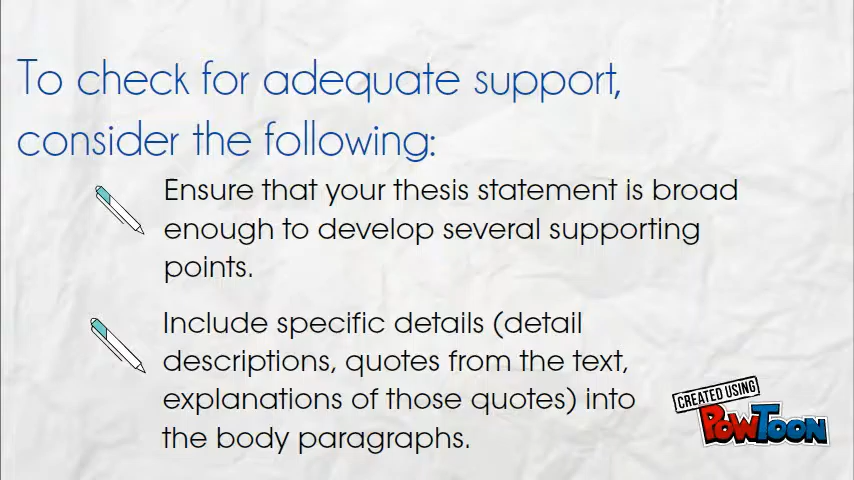 To check for adequate support,
consider the following:
Ensure that your thesis statement is broad
enough to develop several supporting
points.
Include specific details (detail
descriptions, quotes from the text,
explanations of those quotes) into
the body paragraphs.
CREATED USING
POWTOON